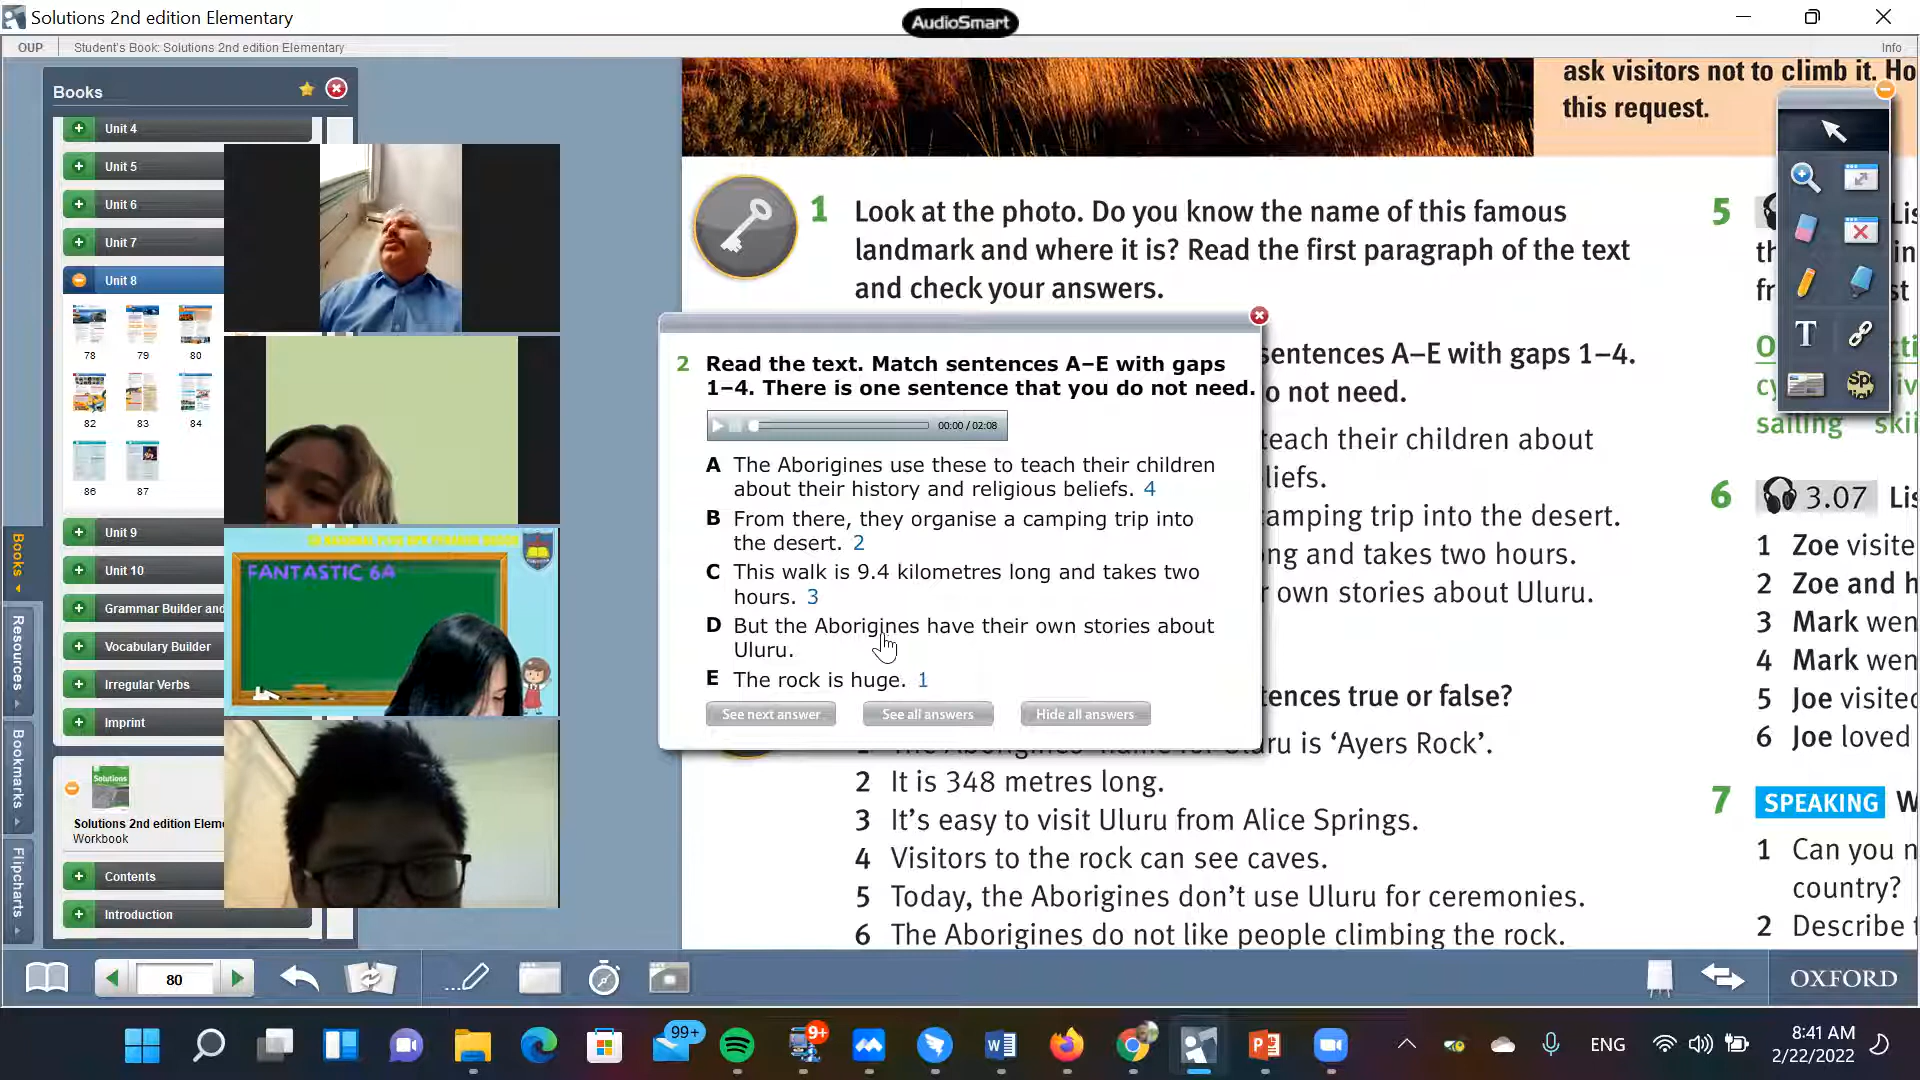 Solutions 2nd edition Elementary
AudioSmart
OUP
Student's Book: Solutions 2nd edition Elementary
Info
Books
Unit 4
Unit 5
Unit 6
Unit 7
Unit 8
78
79
80
82
83
84
86
87
Unit 9
Unit 10
Grammar Builder and
Vocabulary Builder
Irregular Verbs
Imprint
Solutions
Solutions 2nd edition Elem
Workbook
Contents
Introduction
Books
Resources
Bookmarks
Flipcharts
FANTASTIC 6A
ask visitors not to climb it. Ho
this request.
1 Look at the photo. Do you know the name of this famous
landmark and where it is? Read the first paragraph of the text
and check your answers.
sentences A–E with gaps 1–4.
o not need.
teach their children about
liefs.
camping trip into the desert.
ng and takes two hours.
r own stories about Uluru.
2 Read the text. Match sentences A–E with gaps
1–4. There is one sentence that you do not need.
00:00 / 02:08
A The Aborigines use these to teach their children
about their history and religious beliefs. 4
B From there, they organise a camping trip into
the desert. 2
C This walk is 9.4 kilometres long and takes two
hours. 3
D But the Aborigines have their own stories about
Uluru.
E The rock is huge. 1
See next answer
See all answers
Hide all answers
tences true or false?
ru is ‘Ayers Rock’.
2 It is 348 metres long.
3 It’s easy to visit Uluru from Alice Springs.
4 Visitors to the rock can see caves.
5 Today, the Aborigines don’t use Uluru for ceremonies.
6 The Aborigines do not like people climbing the rock.
5
sailing skii
6 3.07 Lis
1 Zoe visite
2 Zoe and h
3 Mark wen
4 Mark wen
5 Joe visited
6 Joe loved
7 SPEAKING W
1 Can you n
country?
2 Describe t
T
80
OXFORD
99+
9+
ENG
8:41 AM
2/22/2022